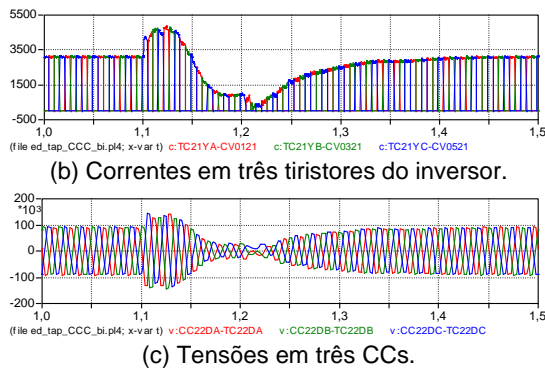 5500
3500
1500
-500
1,0 1,1 1,2 1,3 1,4 1,5
(file ed_tap_CCC_bi.pl4; x-var t) c:TC21YA-CV0121 c:TC21YB-CV0321 c:TC21YC-CV0521
(b) Correntes em três tiristores do inversor.
200
*10³
100
0
-100
-200
1,0 1,1 1,2 1,3 1,4 1,5
(file ed_tap_CCC_bi.pl4; x-var t) v:CC22DA-TC22DA v:CC22DB-TC22DB v:CC22DC-TC22DC
(c) Tensões em três CCs.